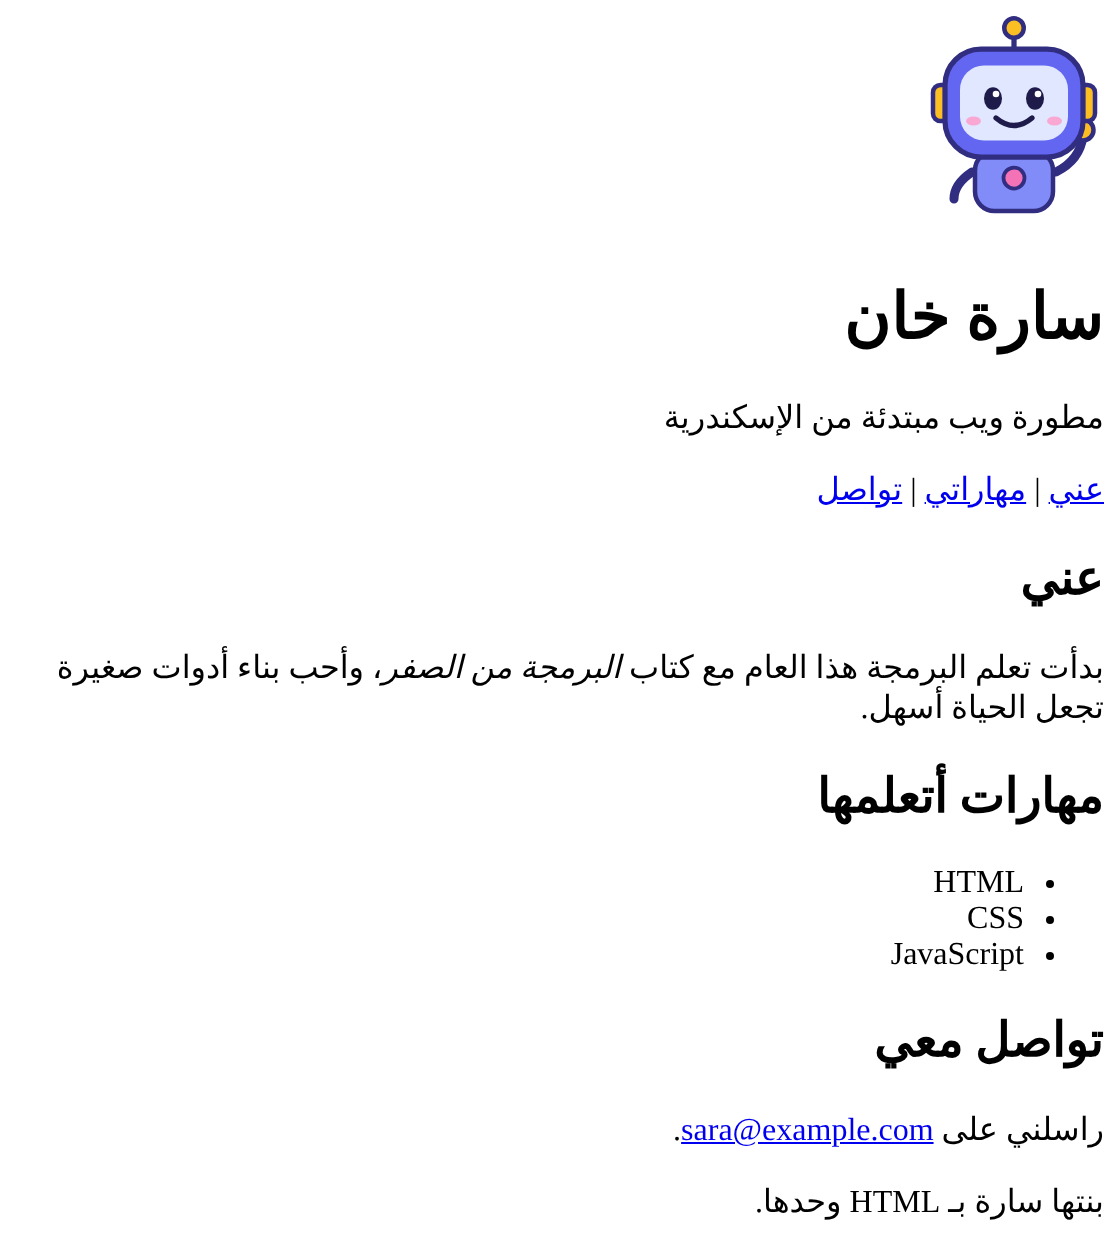 سارة خان
مطورة ويب مبتدئة من الإسكندرية
عني | مهاراتي | تواصل
عني
بدأت تعلم البرمجة هذا العام مع كتاب البرمجة من الصفر، وأحب بناء أدوات صغيرة
تجعل الحياة أسهل.
مهارات أتعلمها
• HTML
• CSS
• JavaScript
تواصل معي
راسلني على sara@example.com.
بنتها سارة بـ HTML وحدها.